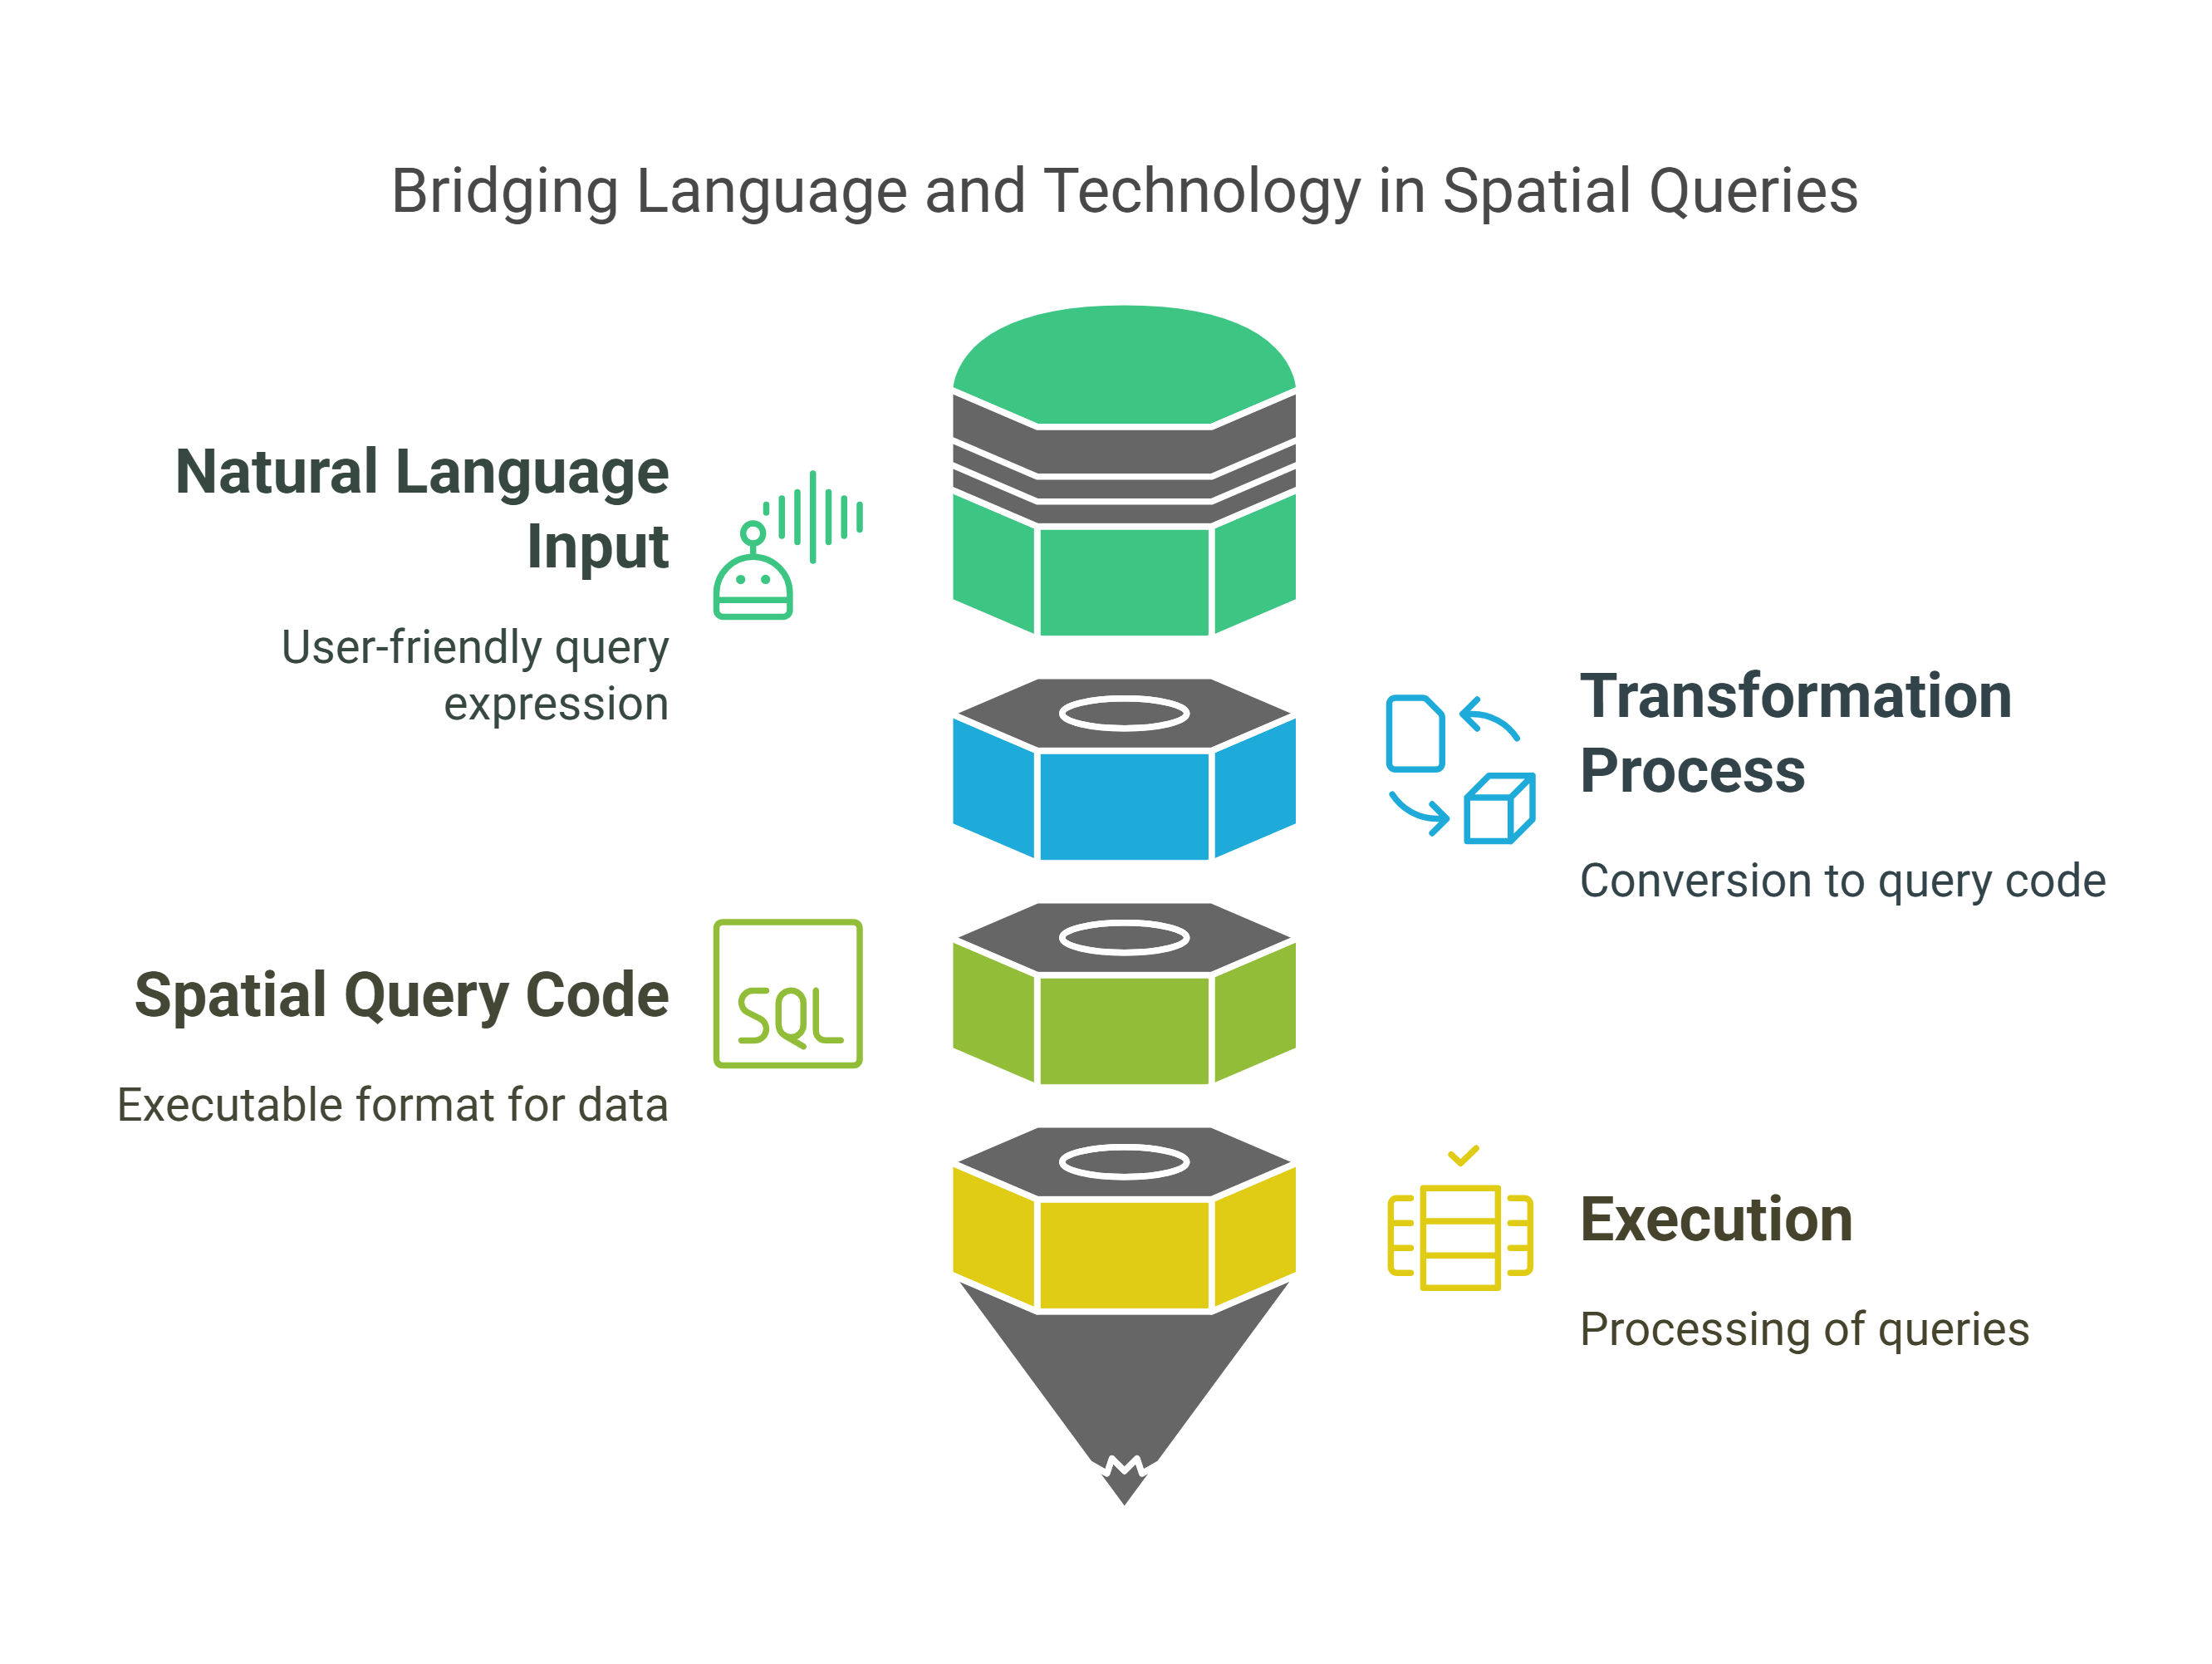 Bridging Language and Technology in Spatial Queries
Natural Language
Input
User-friendly query
expression
Transformation
Process
Conversion to query code
Spatial Query Code
SQL
Executable format for data
Execution
Processing of queries